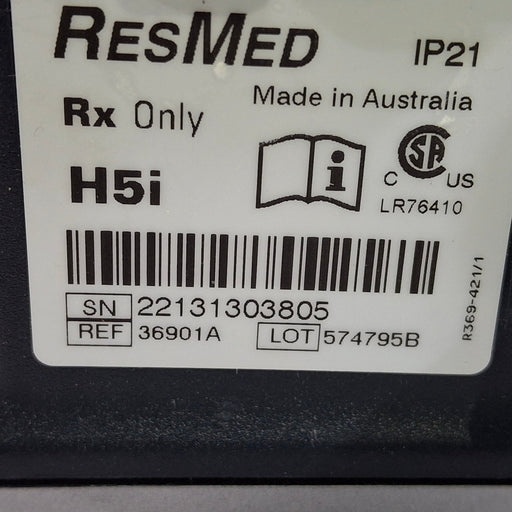 RESMED
IP21
Rx Only
Made in Australia
H5i
i
C SA US
LR76410
SN 22131303805
REF 36901A
LOT 574795B
R369-421/1